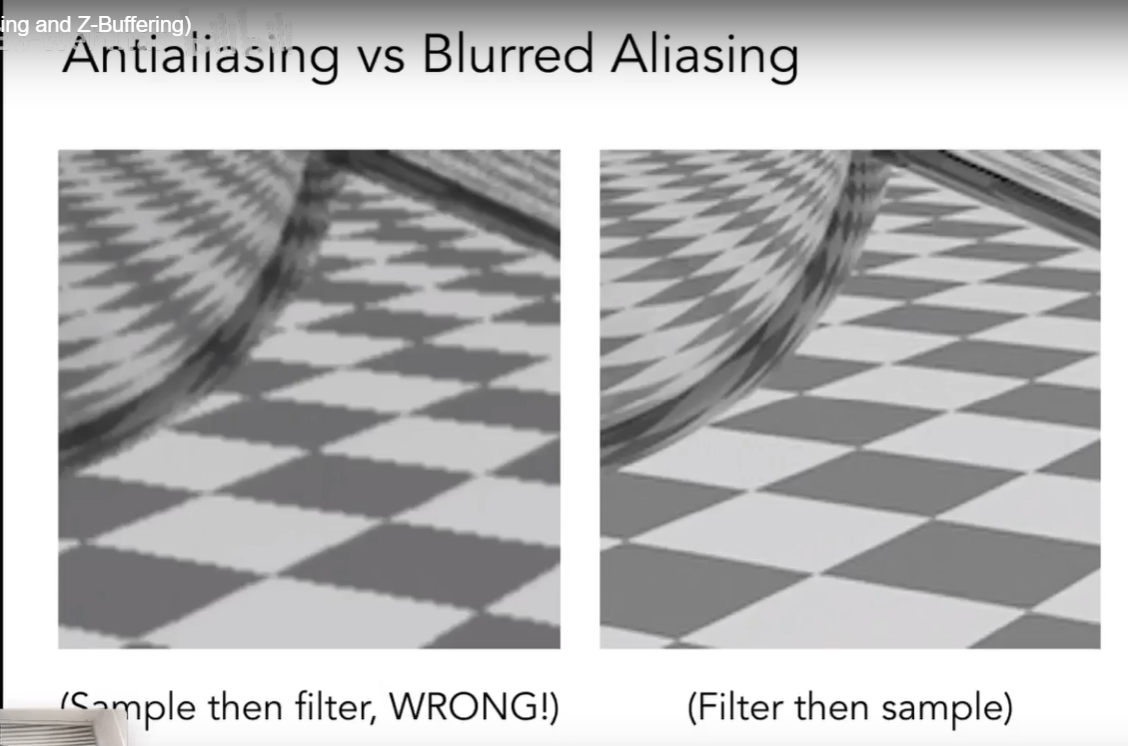 ing and Z-Buffering)
Antialiasing vs Blurred Aliasing
(Sample then filter, WRONG!)
(Filter then sample)